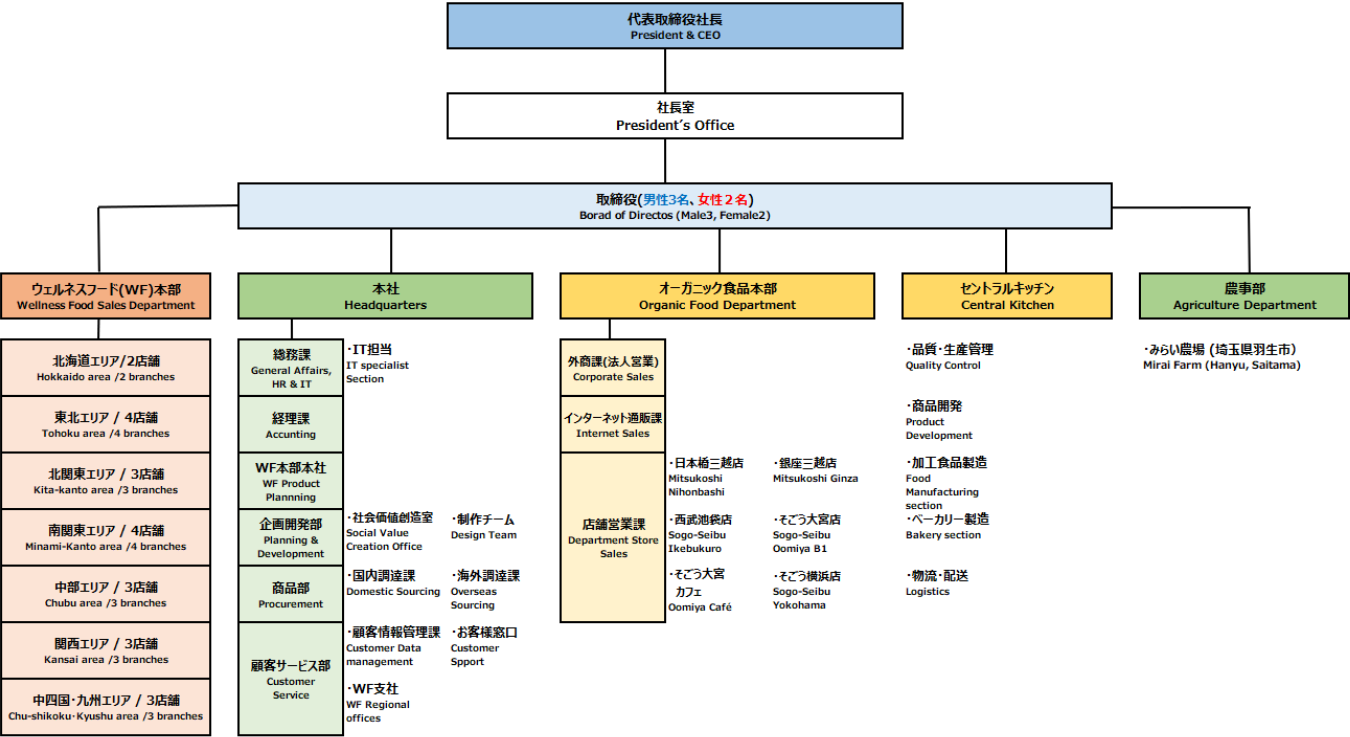 代表取締役社長
President & CEO
社長室
President's Office
取締役(男性3名、女性２名)
Borad of Directos (Male3, Female2)
ウェルネスフード(WF)本部
Wellness Food Sales Department
北海道エリア/2店舗
Hokkaido area /2 branches
東北エリア / 4店舗
Tohoku area /4 branches
北関東エリア / 3店舗
Kita-kanto area /3 branches
南関東エリア / 4店舗
Minami-Kanto area /4 branches
中部エリア / 3店舗
Chubu area /3 branches
関西エリア / 3店舗
Kansai area /3 branches
中四国・九州エリア / 3店舗
Chu-shikoku・Kyushu area /3 branches
本社
Headquarters
総務課
General Affairs,
HR & IT
・IT担当
IT specialist
Section
経理課
Accunting
WF本部本社
WF Product
Plannning
企画開発部
Planning &
Development
・社会価値創造室
Social Value
Creation Office
・制作チーム
Design Team
商品部
Procurement
・国内調達課
Domestic Sourcing
・海外調達課
Overseas
Sourcing
顧客サービス部
Customer
Service
・顧客情報管理課
Customer Data
management
・お客様窓口
Customer
Spport
・WF支社
WF Regional
offices
オーガニック食品本部
Organic Food Department
外商課(法人営業)
Corporate Sales
インターネット通販課
Internet Sales
店舗営業課
Department Store
Sales
・日本橋三越店
Mitsukoshi
Nihonbashi
・銀座三越店
Mitsukoshi Ginza
・西武池袋店
Sogo-Seibu
Ikebukuro
・そごう大宮店
Sogo-Seibu
Oomiya B1
・そごう大宮
カフェ
Oomiya Café
・そごう横浜店
Sogo-Seibu
Yokohama
セントラルキッチン
Central Kitchen
・品質・生産管理
Quality Control
・商品開発
Product
Development
・加工食品製造
Food
Manufacturing
section
・ベーカリー製造
Bakery section
・物流・配送
Logistics
農事部
Agriculture Department
・みらい農場 (埼玉県羽生市)
Mirai Farm (Hanyu, Saitama)